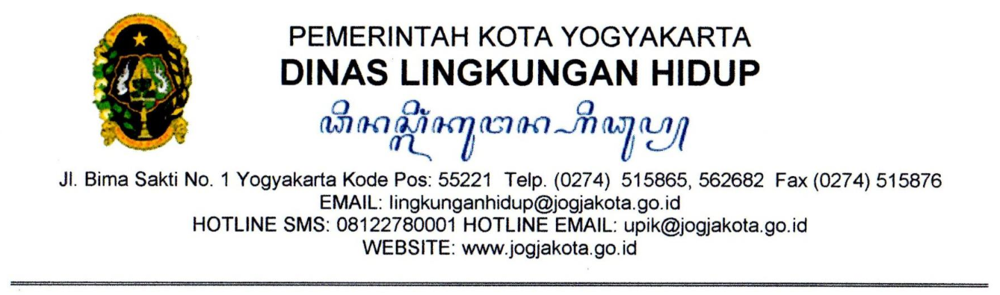 PEMERINTAH KOTA YOGYAKARTA
DINAS LINGKUNGAN HIDUP
ꦢꦶꦤꦱ꧀ꦭꦶꦁꦏꦸꦔꦤ꧀ꦲꦶꦢꦸꦥ꧀
Jl. Bima Sakti No. 1 Yogyakarta Kode Pos: 55221 Telp. (0274) 515865, 562682 Fax (0274) 515876
EMAIL: lingkunganhidup@jogjakota.go.id
HOTLINE SMS: 08122780001 HOTLINE EMAIL: upik@jogjakota.go.id
WEBSITE: www.jogjakota.go.id